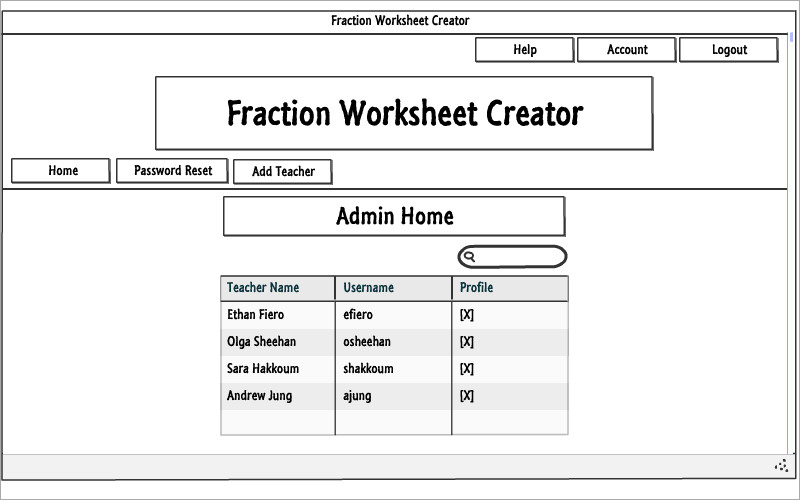 Fraction Worksheet Creator
Help Account Logout
Fraction Worksheet Creator
Home Password Reset Add Teacher
Admin Home
Teacher Name Username Profile
Ethan Fiero efiero [X]
Olga Sheehan osheehan [X]
Sara Hakkoum shakkoum [X]
Andrew Jung ajung [X]